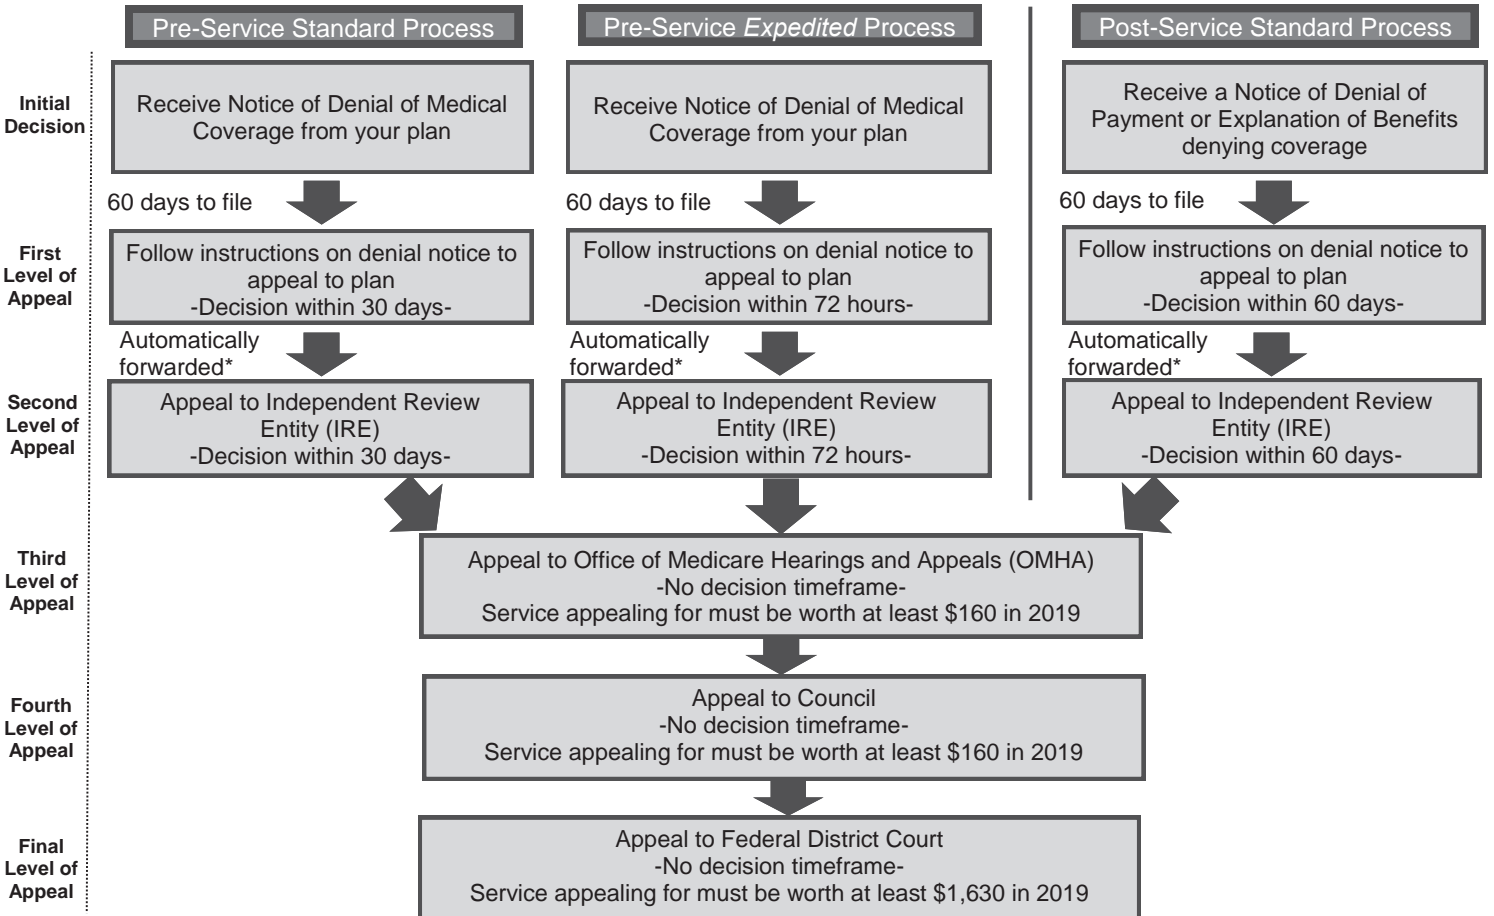 Pre-Service Standard Process
Pre-Service Expedited Process
Post-Service Standard Process
Initial
Decision
Receive Notice of Denial of Medical
Coverage from your plan
Receive Notice of Denial of Medical
Coverage from your plan
Receive a Notice of Denial of
Payment or Explanation of Benefits
denying coverage
60 days to file
60 days to file
60 days to file
First
Level of
Appeal
Follow instructions on denial notice to
appeal to plan
-Decision within 30 days-
Follow instructions on denial notice to
appeal to plan
-Decision within 72 hours-
Follow instructions on denial notice to
appeal to plan
-Decision within 60 days-
Automatically
forwarded*
Automatically
forwarded*
Automatically
forwarded*
Second
Level of
Appeal
Appeal to Independent Review
Entity (IRE)
-Decision within 30 days-
Appeal to Independent Review
Entity (IRE)
-Decision within 72 hours-
Appeal to Independent Review
Entity (IRE)
-Decision within 60 days-
Third
Level of
Appeal
Appeal to Office of Medicare Hearings and Appeals (OMHA)
-No decision timeframe-
Service appealing for must be worth at least $160 in 2019
Fourth
Level of
Appeal
Appeal to Council
-No decision timeframe-
Service appealing for must be worth at least $160 in 2019
Final
Level of
Appeal
Appeal to Federal District Court
-No decision timeframe-
Service appealing for must be worth at least $1,630 in 2019